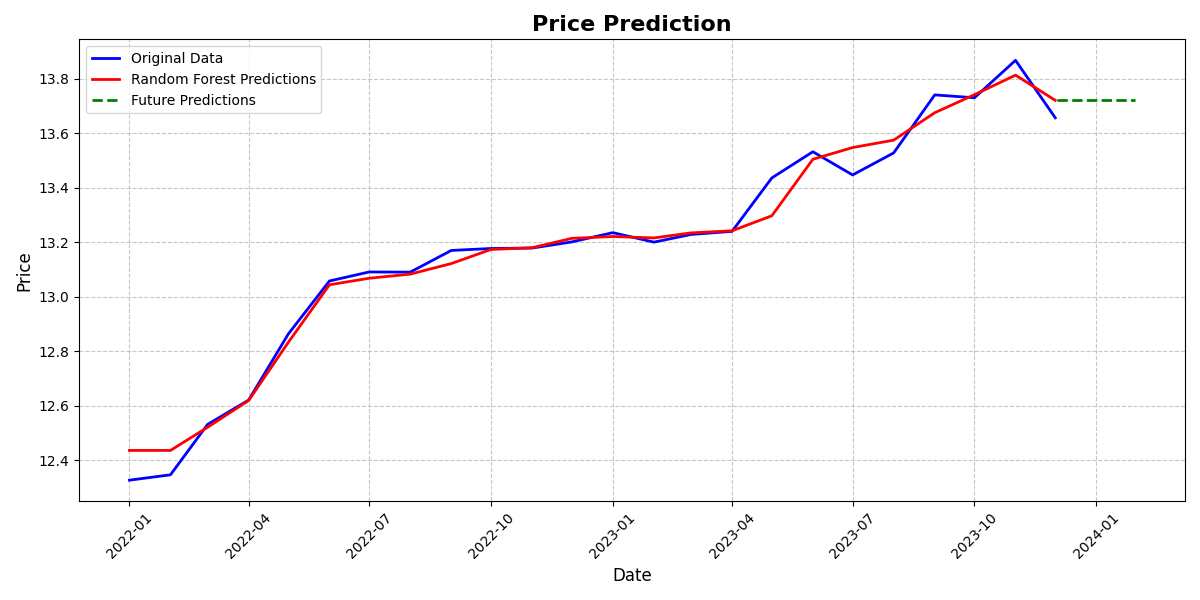 Price Prediction
Original Data
Random Forest Predictions
Future Predictions
Price
13.8
13.6
13.4
13.2
13.0
12.8
12.6
12.4
2022-01
2022-04
2022-07
2022-10
2023-01
2023-04
2023-07
2023-10
2024-01
Date